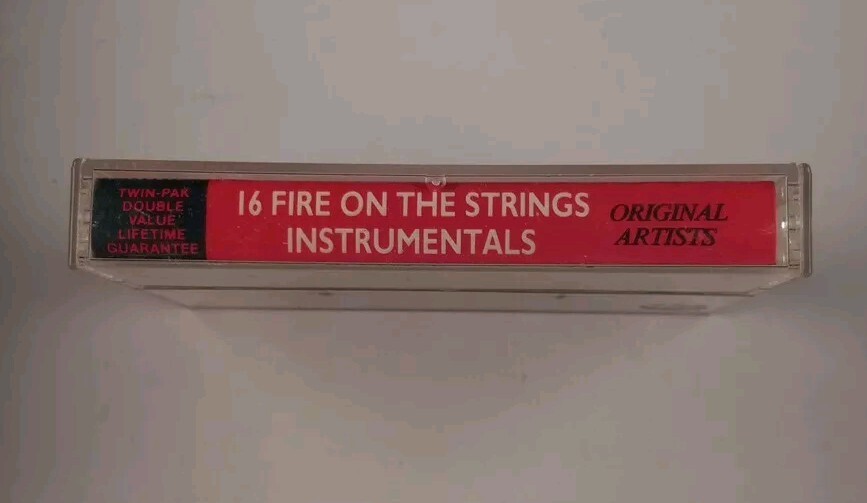 TWIN-PAK
DOUBLE
VALUE
LIFETIME
GUARANTEE
16 FIRE ON THE STRINGS
INSTRUMENTALS
ORIGINAL
ARTISTS